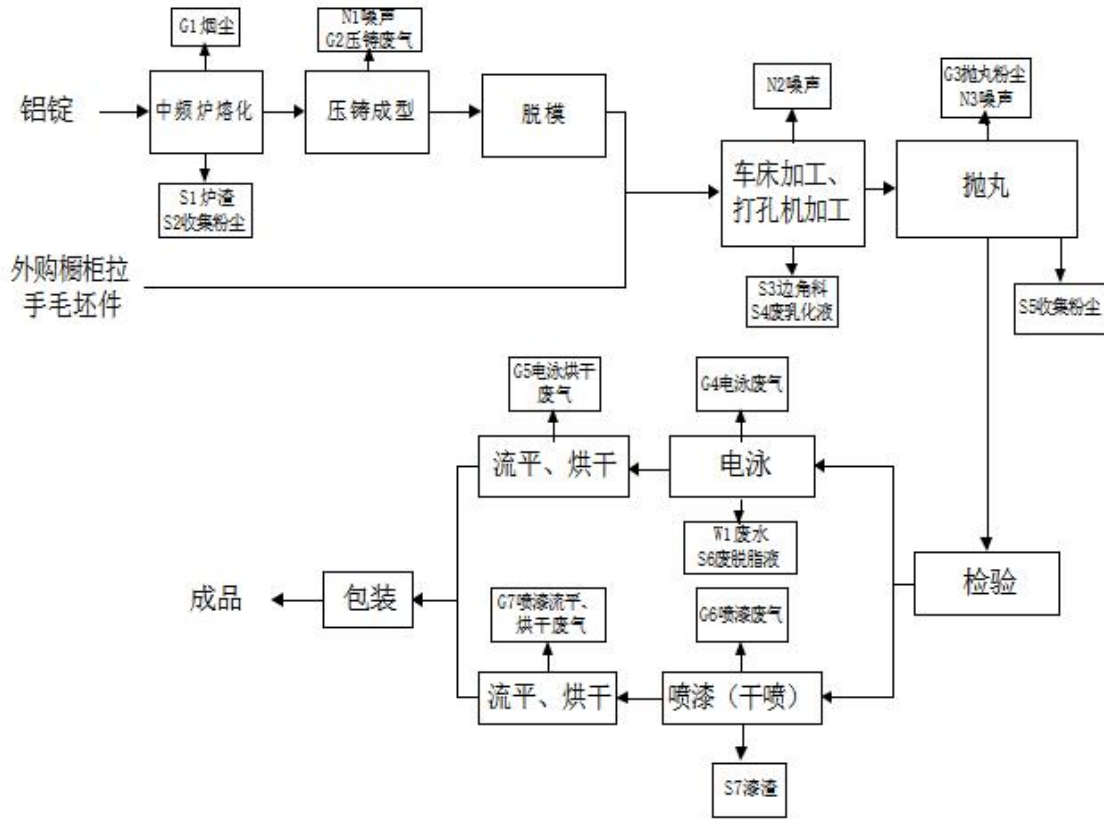 G1烟尘
N1噪声
G2压铸废气
铝锭
中频炉熔化
压铸成型
脱模
S1炉渣
S2收集粉尘
外购橱柜拉
手毛坯件
N2噪声
G3抛丸粉尘
N3噪声
车床加工、
打孔机加工
抛丸
S3边角料
S4废乳化液
S5收集粉尘
G5电泳烘干
废气
G4电泳废气
流平、烘干
电泳
W1废水
S6废脱脂液
检验
成品
包装
G7喷漆流平、
烘干废气
G6喷漆废气
流平、烘干
喷漆（干喷）
S7漆渣